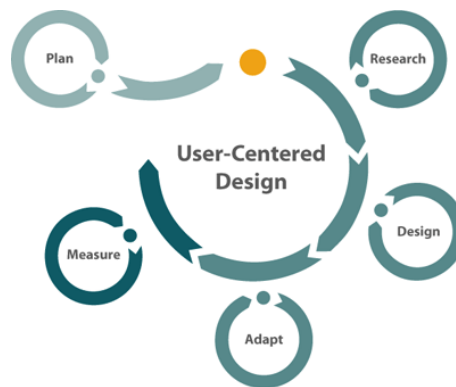 Plan
Research
User-Centered
Design
Design
Measure
Adapt